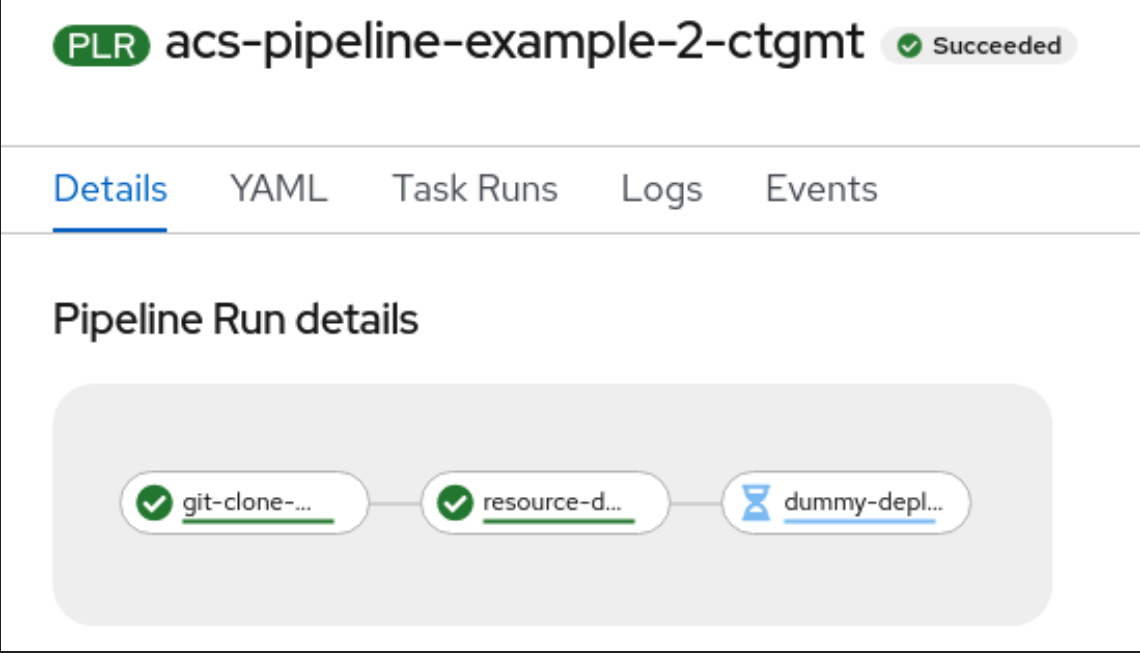 PLR acs-pipeline-example-2-ctgmt Succeeded
Details YAML Task Runs Logs Events
Pipeline Run details
git-clone-... resource-d... dummy-depl...